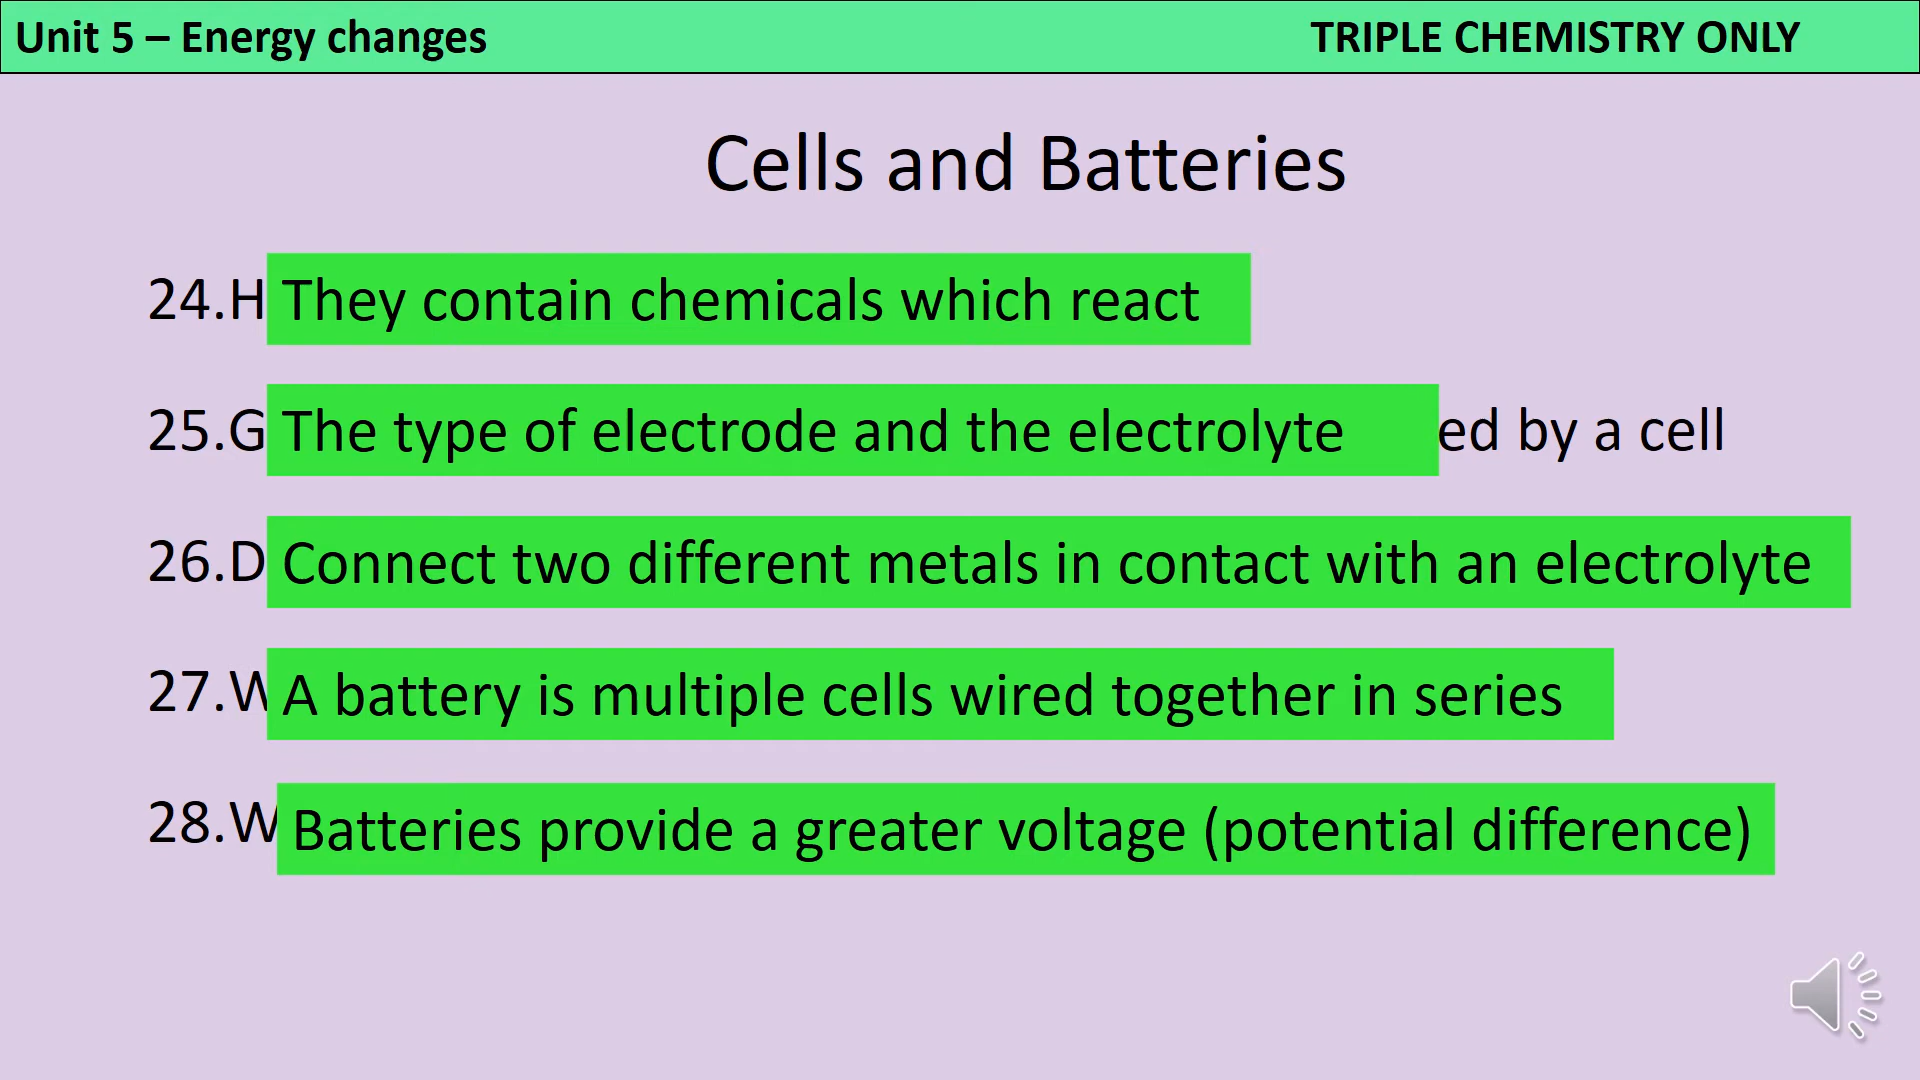 Unit 5 – Energy changes TRIPLE CHEMISTRY ONLY
Cells and Batteries
24.H They contain chemicals which react
25.G The type of electrode and the electrolyte ed by a cell
26.D Connect two different metals in contact with an electrolyte
27.W A battery is multiple cells wired together in series
28.W Batteries provide a greater voltage (potential difference)